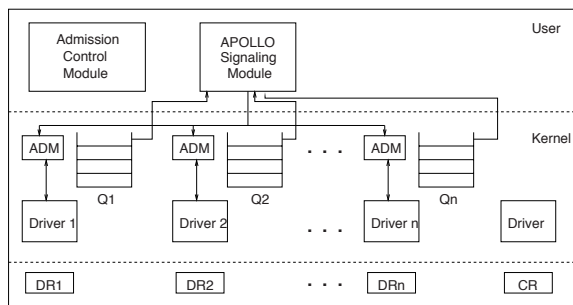 User
Admission
Control
Module
APOLLO
Signaling
Module
Kernel
ADM
ADM
. . .
ADM
Q1
Q2
Qn
Driver 1
Driver 2
. . .
Driver n
Driver
DR1
DR2
. . .
DRn
CR